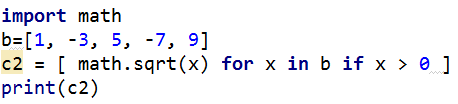 import math
b=[1, -3, 5, -7, 9]
c2 = [ math.sqrt(x) for x in b if x > 0 ]
print(c2)